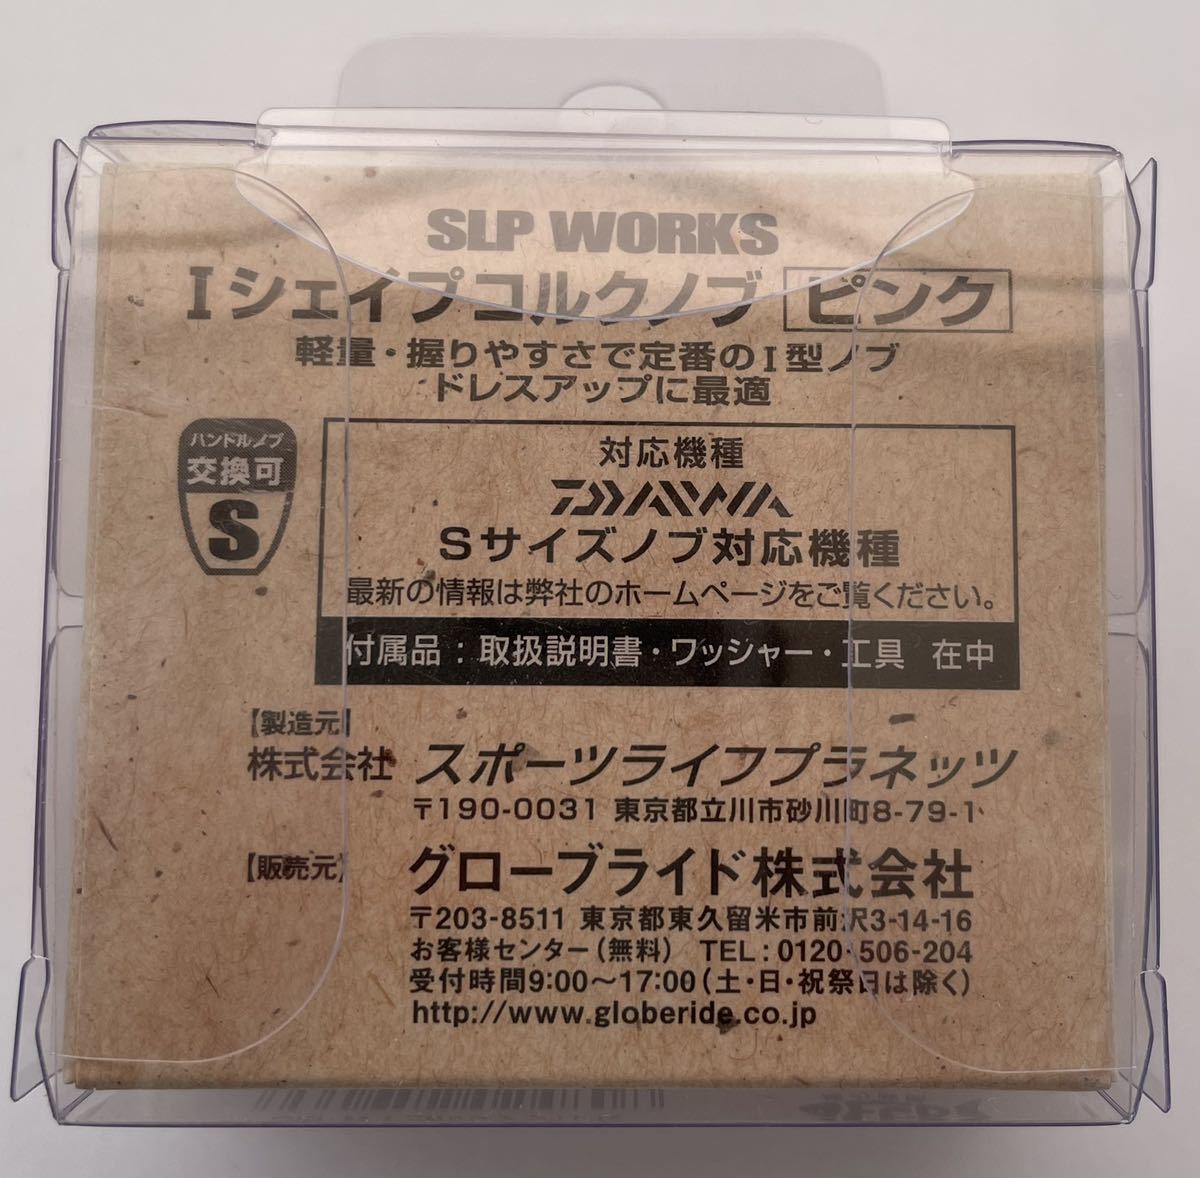 SLP WORKS
Iシェイプコルクノブ ピンク
軽量・握りやすさで定番のI型ノブ
ドレスアップに最適
ハンドルノブ
交換可
S
対応機種
DAIWA
Sサイズノブ対応機種
最新の情報は弊社のホームページをご覧ください。
付属品：取扱説明書・ワッシャー・工具 在中
【製造元】
株式会社 スポーツライフプラネッツ
〒190-0031 東京都立川市砂川町8-79-1
【販売元】
グローブライド株式会社
〒203-8511 東京都東久留米市前沢3-14-16
お客様センター（無料） TEL：0120-506-204
受付時間9:00～17:00（土・日・祝祭日は除く）
http://www.globeride.co.jp